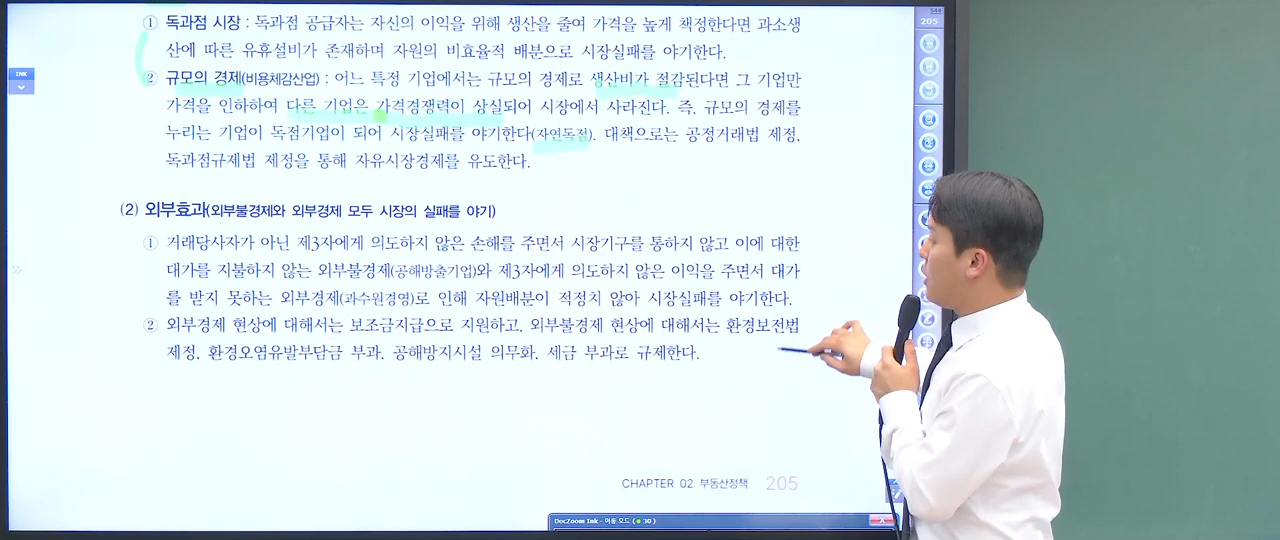 ① 독과점 시장 : 독과점 공급자는 자신의 이익을 위해 생산을 줄여 가격을 높게 책정한다면 과소생
산에 따른 유휴설비가 존재하며 자원의 비효율적 배분으로 시장실패를 야기한다.
② 규모의 경제(비용체감산업) : 어느 특정 기업에서는 규모의 경제로 생산비가 절감된다면 그 기업만
가격을 인하하여 다른 기업은 가격경쟁력이 상실되어 시장에서 사라진다. 즉, 규모의 경제를
누리는 기업이 독점기업이 되어 시장실패를 야기한다(자연독점). 대책으로는 공정거래법 제정,
독과점규제법 제정을 통해 자유시장경제를 유도한다.
(2) 외부효과(외부불경제와 외부경제 모두 시장의 실패를 야기)
① 거래당사자가 아닌 제3자에게 의도하지 않은 손해를 주면서 시장기구를 통하지 않고 이에 대한
대가를 지불하지 않는 외부불경제(공해방출기업)와 제3자에게 의도하지 않은 이익을 주면서 대가
를 받지 못하는 외부경제(과수원경영)로 인해 자원배분이 적정치 않아 시장실패를 야기한다.
② 외부경제 현상에 대해서는 보조금지급으로 지원하고, 외부불경제 현상에 대해서는 환경보전법
제정, 환경오염유발부담금 부과, 공해방지시설 의무화, 세금 부과로 규제한다.
CHAPTER 02 부동산정책 205
INK
544
205
DocZoom Ink - 이동 모드 ( 30 )